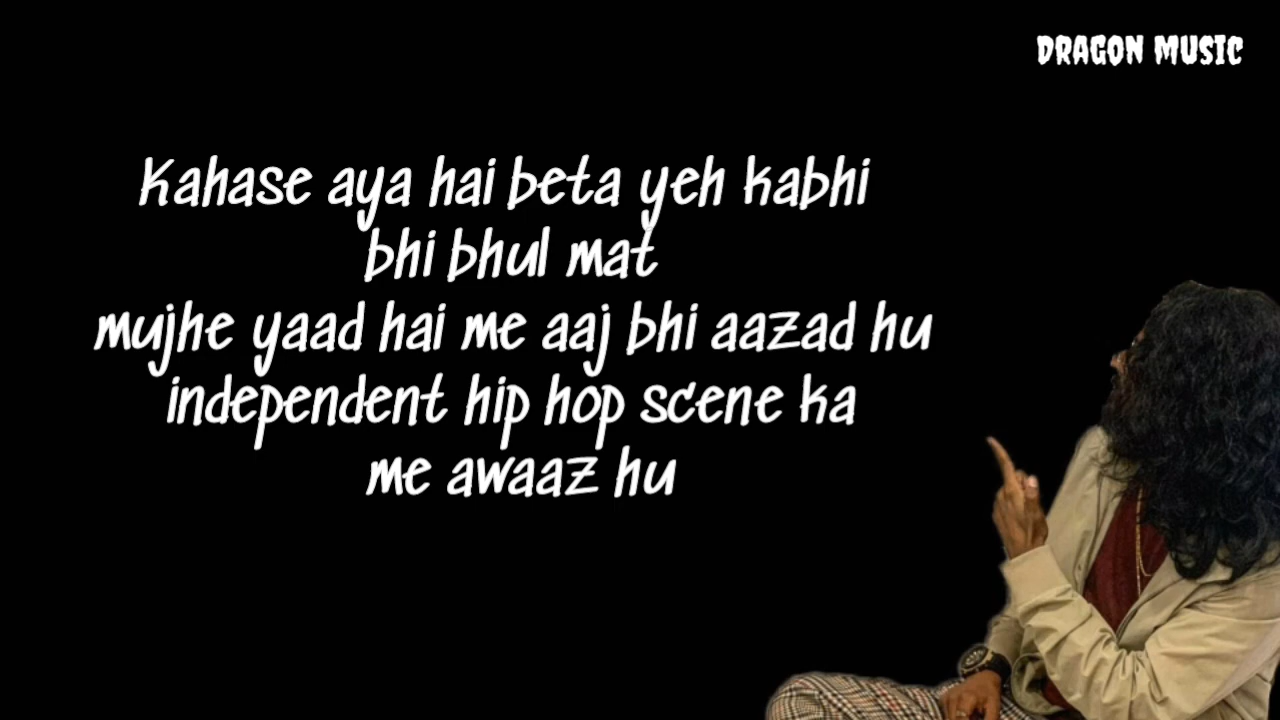 DRAGON MUSIC
Kahase aya hai beta yeh kabhi
bhi bhul mat
mujhe yaad hai me aaj bhi aazad hu
independent hip hop scene ka
me awaaz hu